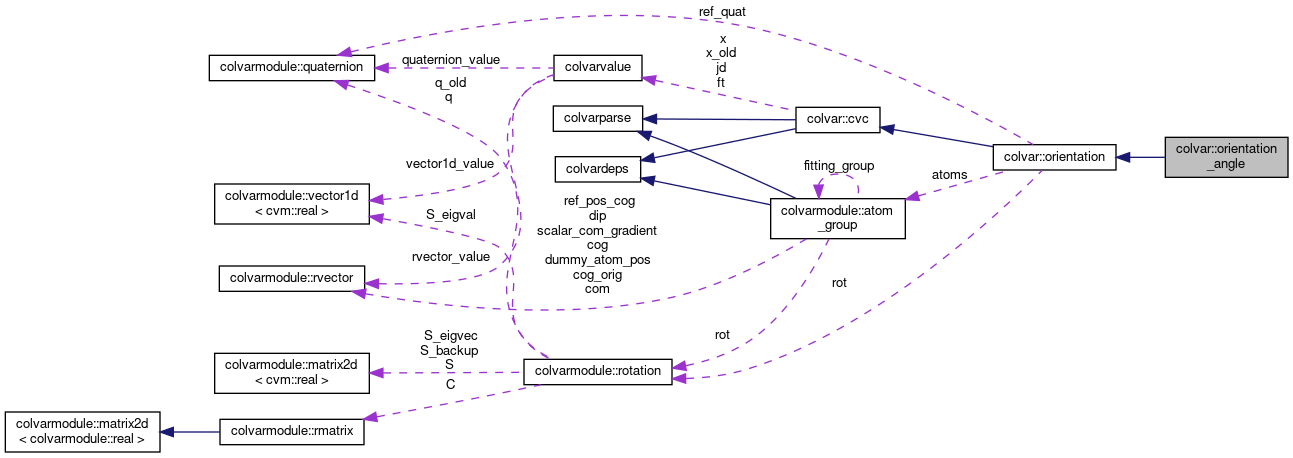 ref_quat
x
x_old
jd
ft
colvarmodule::quaternion
quaternion_value
colvarvalue
q_old
q
colvarparse
colvar::cvc
colvar::orientation
_angle
colvar::orientation
colvardeps
vector1d_value
fitting_group
atoms
colvarmodule::vector1d
< cvm::real >
S_eigval
ref_pos_cog
dip
scalar_com_gradient
cog
dummy_atom_pos
cog_orig
com
colvarmodule::atom
_group
rvector_value
colvarmodule::rvector
rot
rot
S_eigvec
S_backup
S
C
colvarmodule::matrix2d
< cvm::real >
colvarmodule::rotation
colvarmodule::matrix2d
< colvarmodule::real >
colvarmodule::rmatrix